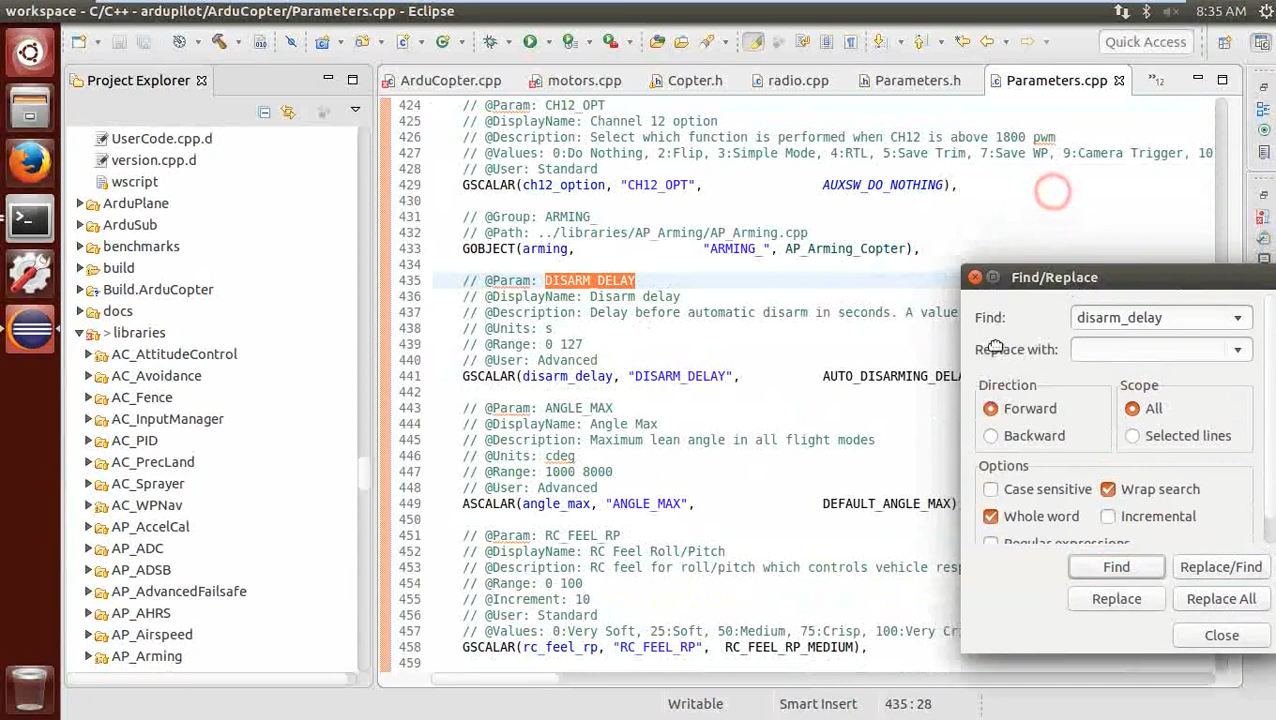 workspace - C/C++ - ardupilot/ArduCopter/Parameters.cpp - Eclipse
8:35 AM
Quick Access
Project Explorer
ArduCopter.cpp
motors.cpp
Copter.h
radio.cpp
Parameters.h
Parameters.cpp
»12
UserCode.cpp.d
version.cpp.d
wscript
ArduPlane
ArduSub
benchmarks
build
Build.ArduCopter
docs
> libraries
AC_AttitudeControl
AC_Avoidance
AC_Fence
AC_InputManager
AC_PID
AC_PrecLand
AC_Sprayer
AC_WPNav
AP_AccelCal
AP_ADC
AP_ADSB
AP_AdvancedFailsafe
AP_AHRS
AP_Airspeed
AP_Arming
424 // @Param: CH12_OPT
425 // @DisplayName: Channel 12 option
426 // @Description: Select which function is performed when CH12 is above 1800 pwm
427 // @Values: 0:Do Nothing, 2:Flip, 3:Simple Mode, 4:RTL, 5:Save Trim, 7:Save WP, 9:Camera Trigger, 10
428 // @User: Standard
429 GSCALAR(ch12_option, "CH12_OPT", AUXSW_DO_NOTHING),
430
431 // @Group: ARMING_
432 // @Path: ../libraries/AP_Arming/AP_Arming.cpp
433 GOBJECT(arming, "ARMING_", AP_Arming_Copter),
434
435 // @Param: DISARM_DELAY
436 // @DisplayName: Disarm delay
437 // @Description: Delay before automatic disarm in seconds. A value
438 // @Units: s
439 // @Range: 0 127
440 // @User: Advanced
441 GSCALAR(disarm_delay, "DISARM_DELAY", AUTO_DISARMING_DELA
442
443 // @Param: ANGLE_MAX
444 // @DisplayName: Angle Max
445 // @Description: Maximum lean angle in all flight modes
446 // @Units: cdeg
447 // @Range: 1000 8000
448 // @User: Advanced
449 ASCALAR(angle_max, "ANGLE_MAX", DEFAULT_ANGLE_MAX)
450
451 // @Param: RC_FEEL_RP
452 // @DisplayName: RC Feel Roll/Pitch
453 // @Description: RC feel for roll/pitch which controls vehicle resp
454 // @Range: 0 100
455 // @Increment: 10
456 // @User: Standard
457 // @Values: 0:Very Soft, 25:Soft, 50:Medium, 75:Crisp, 100:Very Cr
458 GSCALAR(rc_feel_rp, "RC_FEEL_RP", RC_FEEL_RP_MEDIUM),
459
Find/Replace
Find: disarm_delay
Replace with:
Direction
Scope
Forward
All
Backward
Selected lines
Options
Case sensitive
Wrap search
Whole word
Incremental
Regular expressions
Find
Replace/Find
Replace
Replace All
Close
Writable
Smart Insert
435 : 28